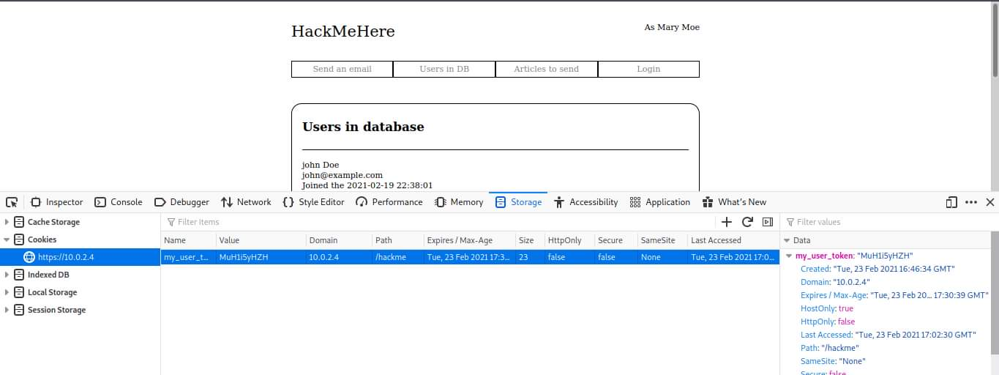 HackMeHere
As Mary Moe
Send an email Users in DB Articles to send Login
Users in database
john Doe
john@example.com
Joined the 2021-02-19 22:38:01
Inspector Console Debugger Network Style Editor Performance Memory Storage Accessibility Application What's New
Cache Storage
Cookies
https://10.0.2.4
Indexed DB
Local Storage
Session Storage
Filter Items
Name Value Domain Path Expires / Max-Age Size HttpOnly Secure SameSite Last Accessed
my_user_t... MuH1i5yHZH 10.0.2.4 /hackme Tue, 23 Feb 2021 17:3... 23 false false None Tue, 23 Feb 2021 17:0...
Filter values
Data
my_user_token: "MuH1i5yHZH"
Created: "Tue, 23 Feb 2021 16:46:34 GMT"
Domain: "10.0.2.4"
Expires / Max-Age: "Tue, 23 Feb 20... 17:30:39 GMT"
HostOnly: true
HttpOnly: false
Last Accessed: "Tue, 23 Feb 2021 17:02:30 GMT"
Path: "/hackme"
SameSite: "None"
Secure: false